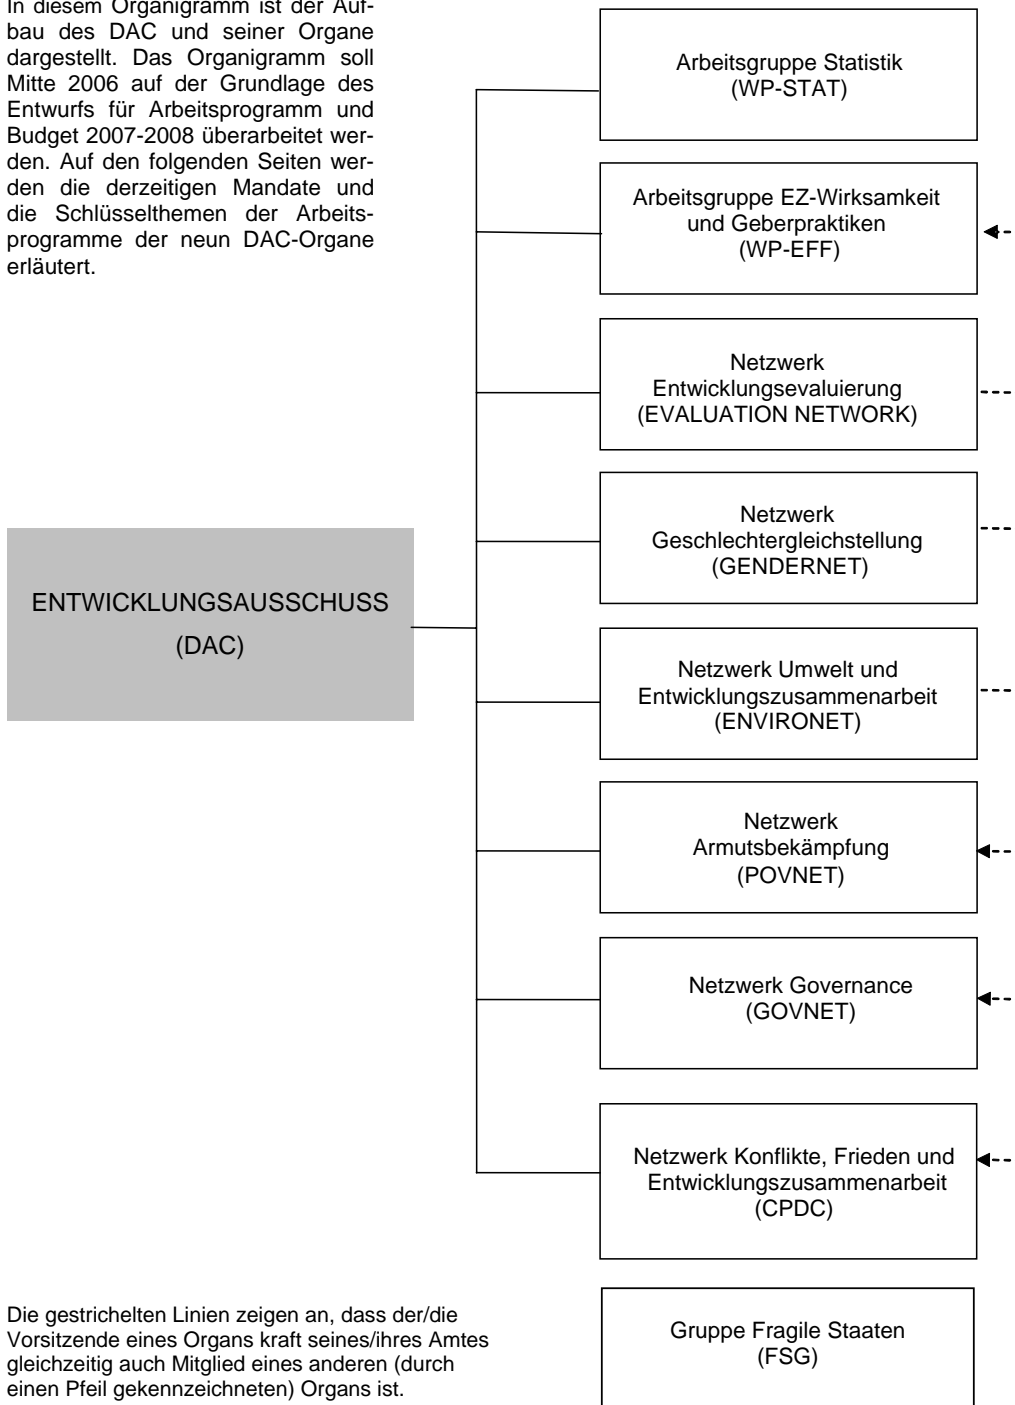 In diesem Organigramm ist der Auf-
bau des DAC und seiner Organe
dargestellt. Das Organigramm soll
Mitte 2006 auf der Grundlage des
Entwurfs für Arbeitsprogramm und
Budget 2007-2008 überarbeitet wer-
den. Auf den folgenden Seiten wer-
den die derzeitigen Mandate und
die Schlüsselthemen der Arbeits-
programme der neun DAC-Organe
erläutert.
ENTWICKLUNGSAUSSCHUSS
(DAC)
Arbeitsgruppe Statistik
(WP-STAT)
Arbeitsgruppe EZ-Wirksamkeit
und Geberpraktiken
(WP-EFF)
Netzwerk
Entwicklungsevaluierung
(EVALUATION NETWORK)
Netzwerk
Geschlechtergleichstellung
(GENDERNET)
Netzwerk Umwelt und
Entwicklungszusammenarbeit
(ENVIRONET)
Netzwerk
Armutsbekämpfung
(POVNET)
Netzwerk Governance
(GOVNET)
Netzwerk Konflikte, Frieden und
Entwicklungszusammenarbeit
(CPDC)
Gruppe Fragile Staaten
(FSG)
Die gestrichelten Linien zeigen an, dass der/die
Vorsitzende eines Organs kraft seines/ihres Amtes
gleichzeitig auch Mitglied eines anderen (durch
einen Pfeil gekennzeichneten) Organs ist.